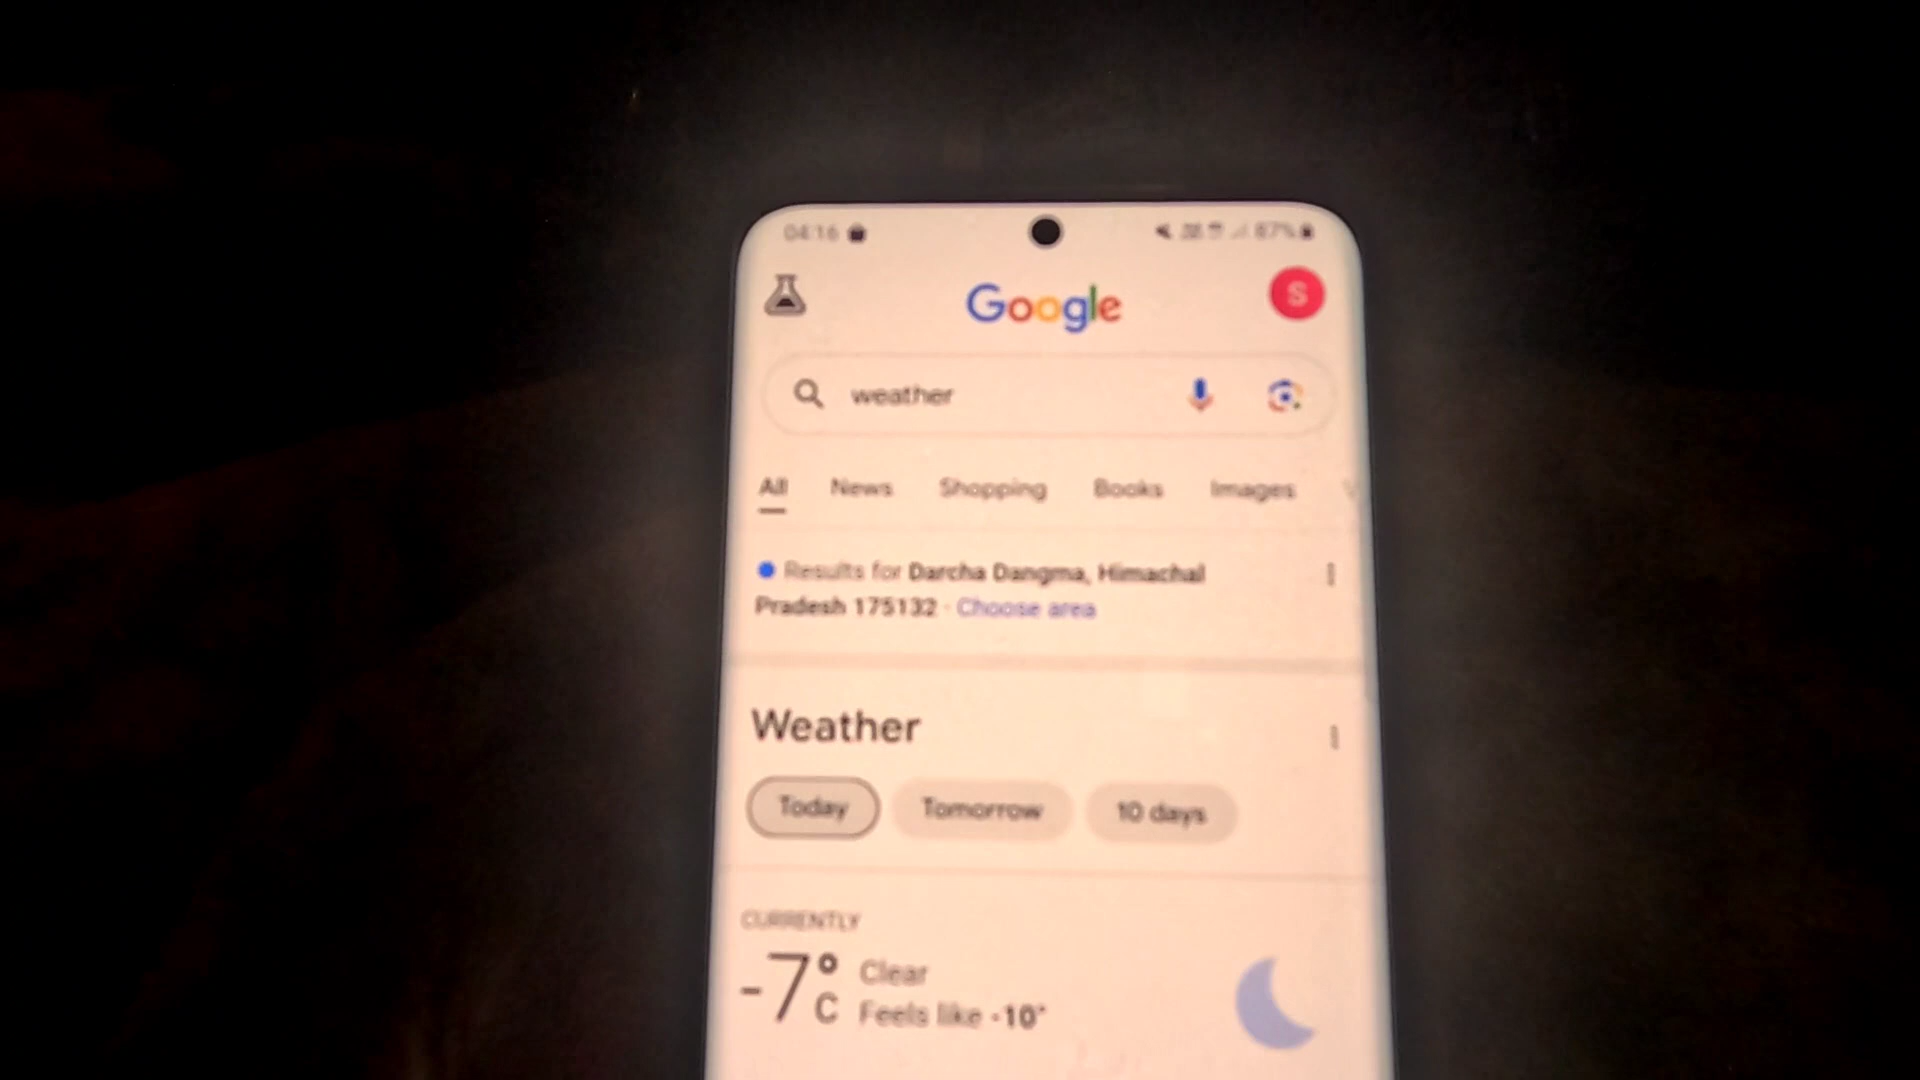 04:16 87%
Google
S
weather
All News Shopping Books Images
Results for Darcha Dangma, Himachal
Pradesh 175132 · Choose area
Weather
Today Tomorrow 10 days
CURRENTLY
-7°C Clear
Feels like -10°